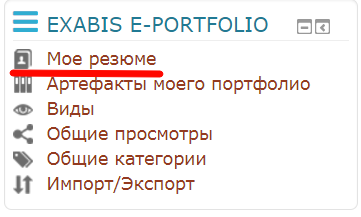 EXABIS E-PORTFOLIO
Мое резюме
Артефакты моего портфолио
Виды
Общие просмотры
Общие категории
Импорт/Экспорт